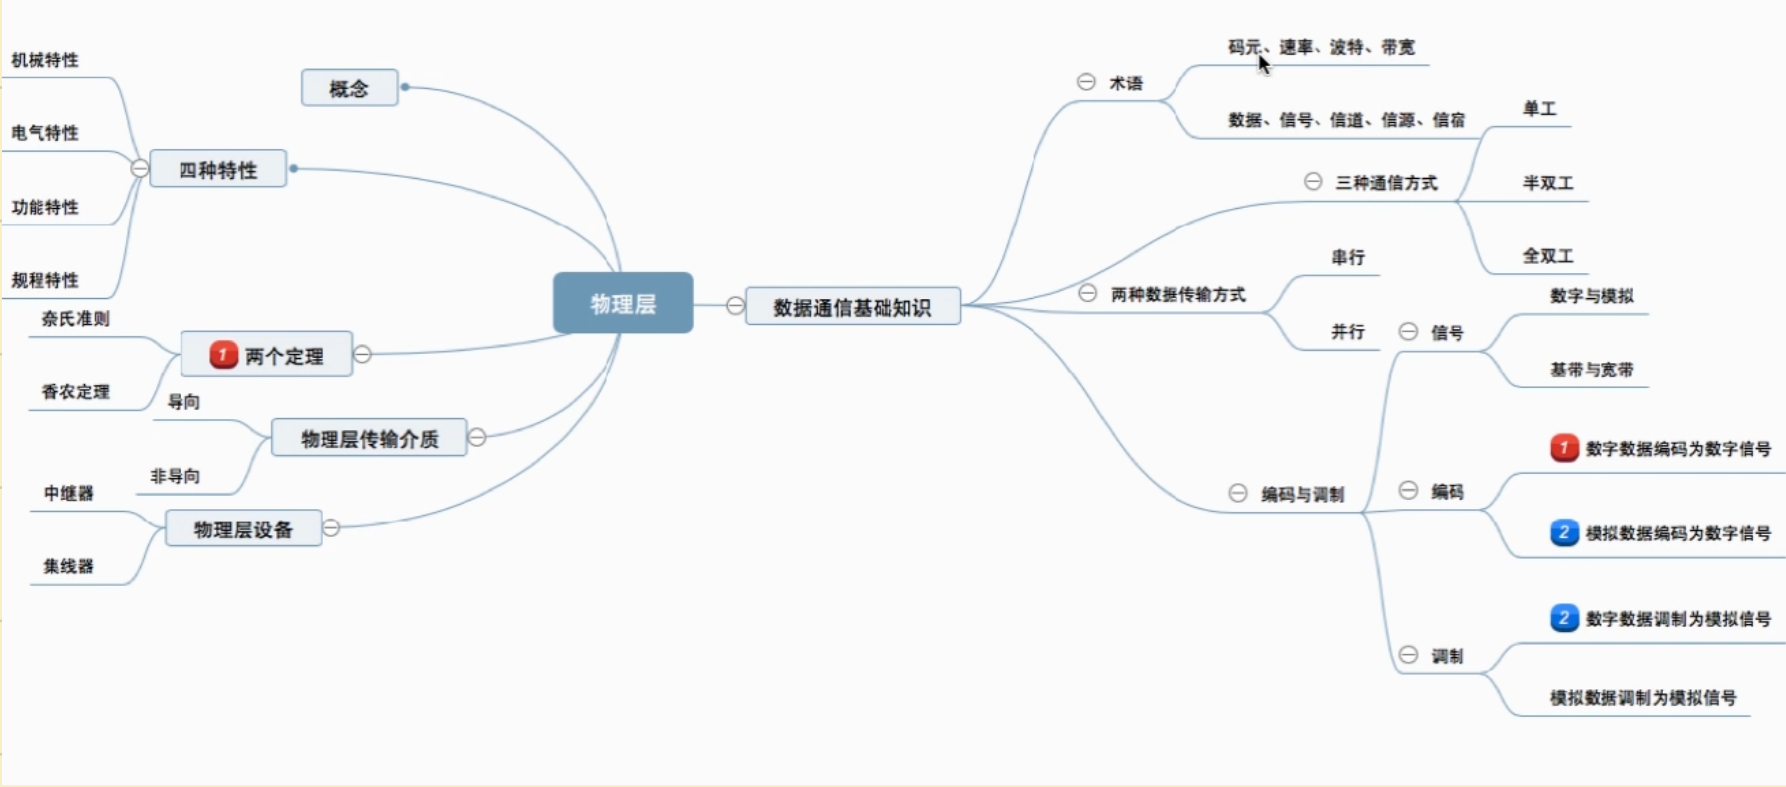 物理层
概念
四种特性
机械特性
电气特性
功能特性
规程特性
1 两个定理
奈氏准则
香农定理
物理层传输介质
导向
非导向
物理层设备
中继器
集线器
数据通信基础知识
术语
码元、速率、波特、带宽
数据、信号、信道、信源、信宿
三种通信方式
单工
半双工
全双工
两种数据传输方式
串行
并行
编码与调制
信号
数字与模拟
基带与宽带
编码
1 数字数据编码为数字信号
2 模拟数据编码为数字信号
调制
2 数字数据调制为模拟信号
模拟数据调制为模拟信号